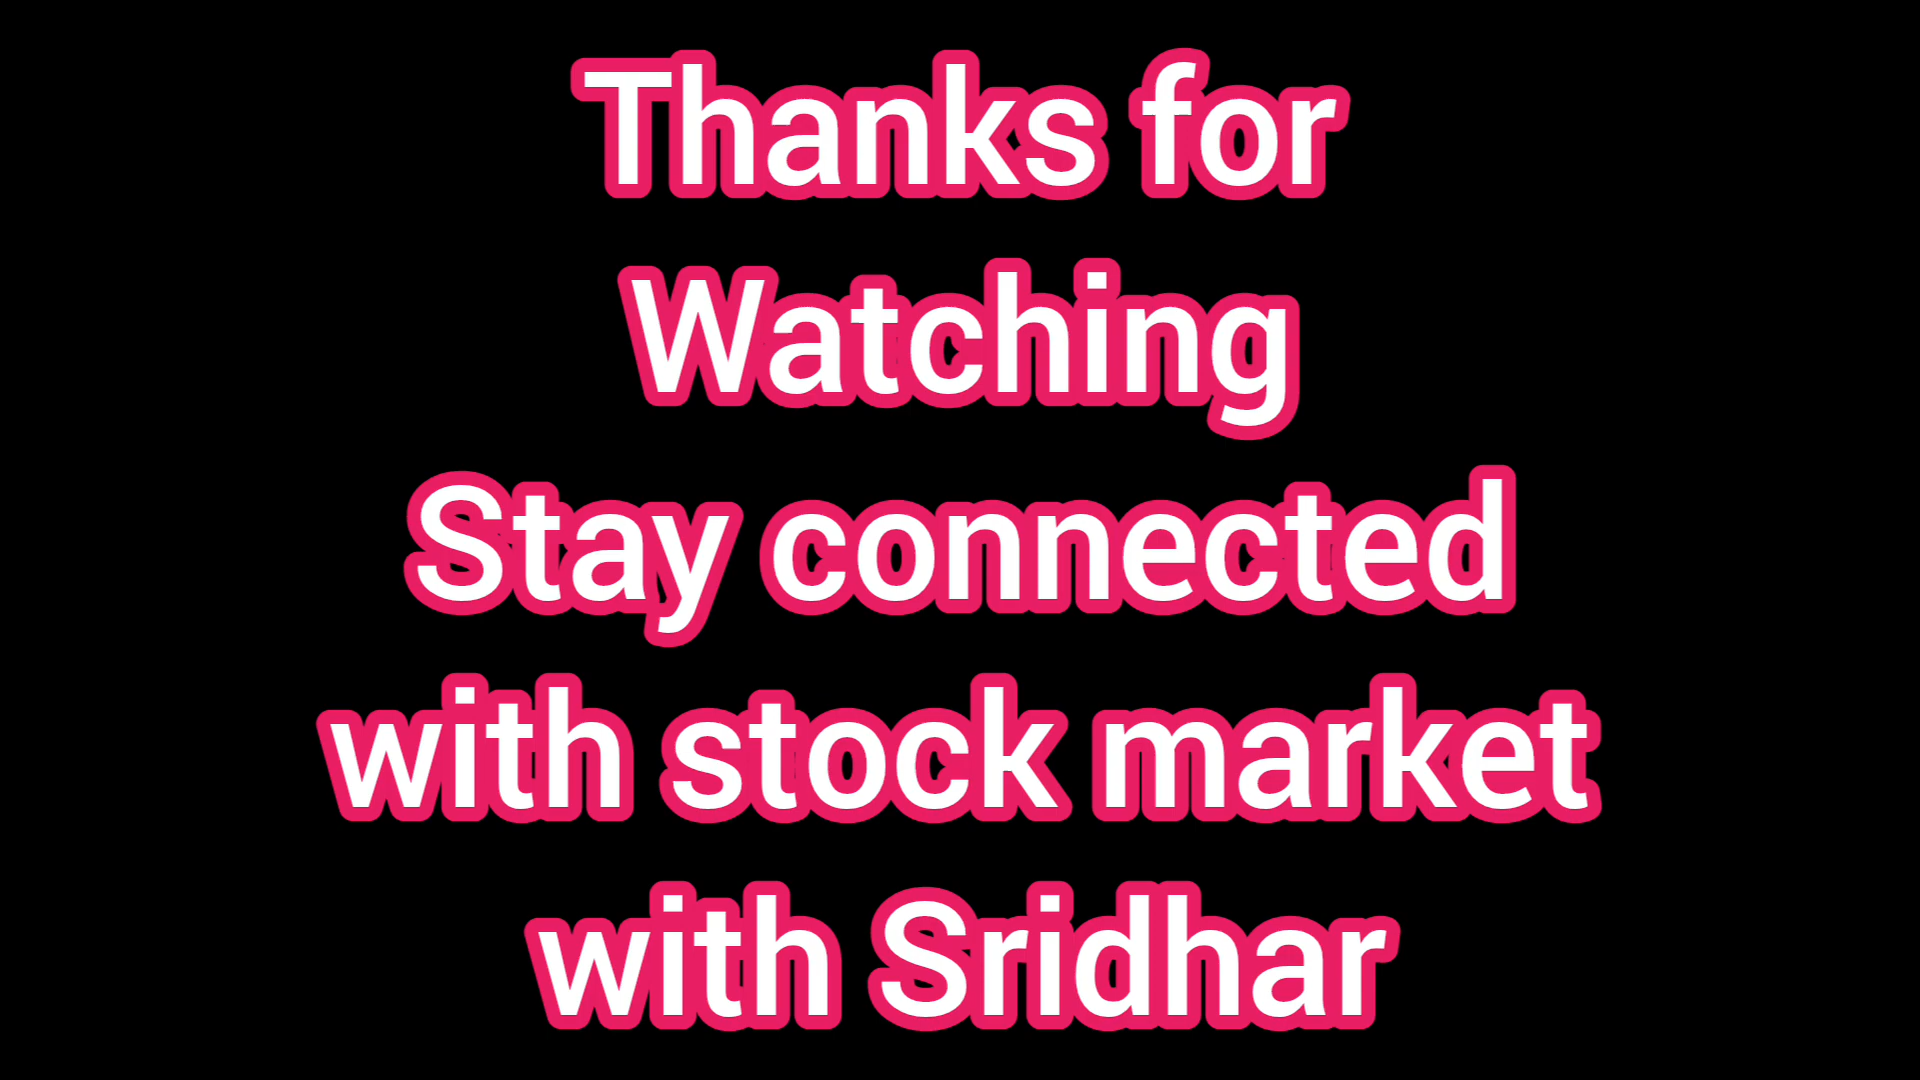 Thanks for
Watching
Stay connected
with stock market
with Sridhar